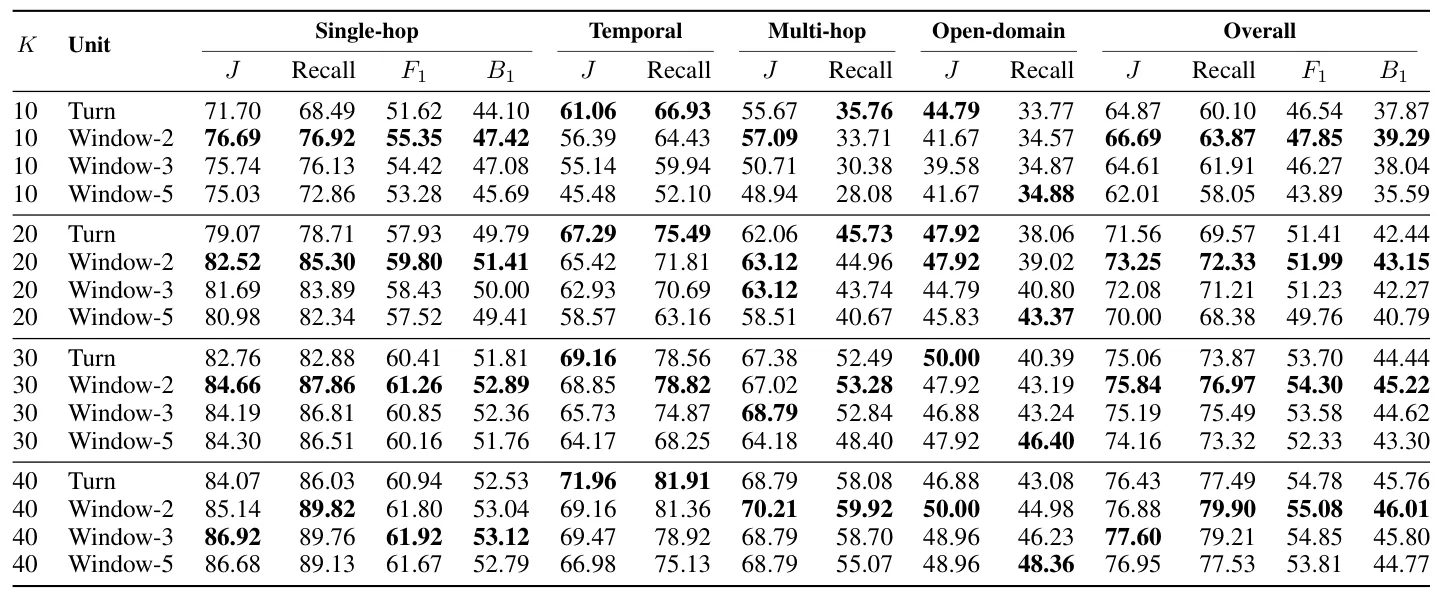 K Unit Single-hop Temporal Multi-hop Open-domain Overall
J Recall F1 B1 J Recall J Recall J Recall J Recall F1 B1
10 Turn 71.70 68.49 51.62 44.10 61.06 66.93 55.67 35.76 44.79 33.77 64.87 60.10 46.54 37.87
10 Window-2 76.69 76.92 55.35 47.42 56.39 64.43 57.09 33.71 41.67 34.57 66.69 63.87 47.85 39.29
10 Window-3 75.74 76.13 54.42 47.08 55.14 59.94 50.71 30.38 39.58 34.87 64.61 61.91 46.27 38.04
10 Window-5 75.03 72.86 53.28 45.69 45.48 52.10 48.94 28.08 41.67 34.88 62.01 58.05 43.89 35.59
20 Turn 79.07 78.71 57.93 49.79 67.29 75.49 62.06 45.73 47.92 38.06 71.56 69.57 51.41 42.44
20 Window-2 82.52 85.30 59.80 51.41 65.42 71.81 63.12 44.96 47.92 39.02 73.25 72.33 51.99 43.15
20 Window-3 81.69 83.89 58.43 50.00 62.93 70.69 63.12 43.74 44.79 40.80 72.08 71.21 51.23 42.27
20 Window-5 80.98 82.34 57.52 49.41 58.57 63.16 58.51 40.67 45.83 43.37 70.00 68.38 49.76 40.79
30 Turn 82.76 82.88 60.41 51.81 69.16 78.56 67.38 52.49 50.00 40.39 75.06 73.87 53.70 44.44
30 Window-2 84.66 87.86 61.26 52.89 68.85 78.82 67.02 53.28 47.92 43.19 75.84 76.97 54.30 45.22
30 Window-3 84.19 86.81 60.85 52.36 65.73 74.87 68.79 52.84 46.88 43.24 75.19 75.49 53.58 44.62
30 Window-5 84.30 86.51 60.16 51.76 64.17 68.25 64.18 48.40 47.92 46.40 74.16 73.32 52.33 43.30
40 Turn 84.07 86.03 60.94 52.53 71.96 81.91 68.79 58.08 46.88 43.08 76.43 77.49 54.78 45.76
40 Window-2 85.14 89.82 61.80 53.04 69.16 81.36 70.21 59.92 50.00 44.98 76.88 79.90 55.08 46.01
40 Window-3 86.92 89.76 61.92 53.12 69.47 78.92 68.79 58.70 48.96 46.23 77.60 79.21 54.85 45.80
40 Window-5 86.68 89.13 61.67 52.79 66.98 75.13 68.79 55.07 48.96 48.36 76.95 77.53 53.81 44.77